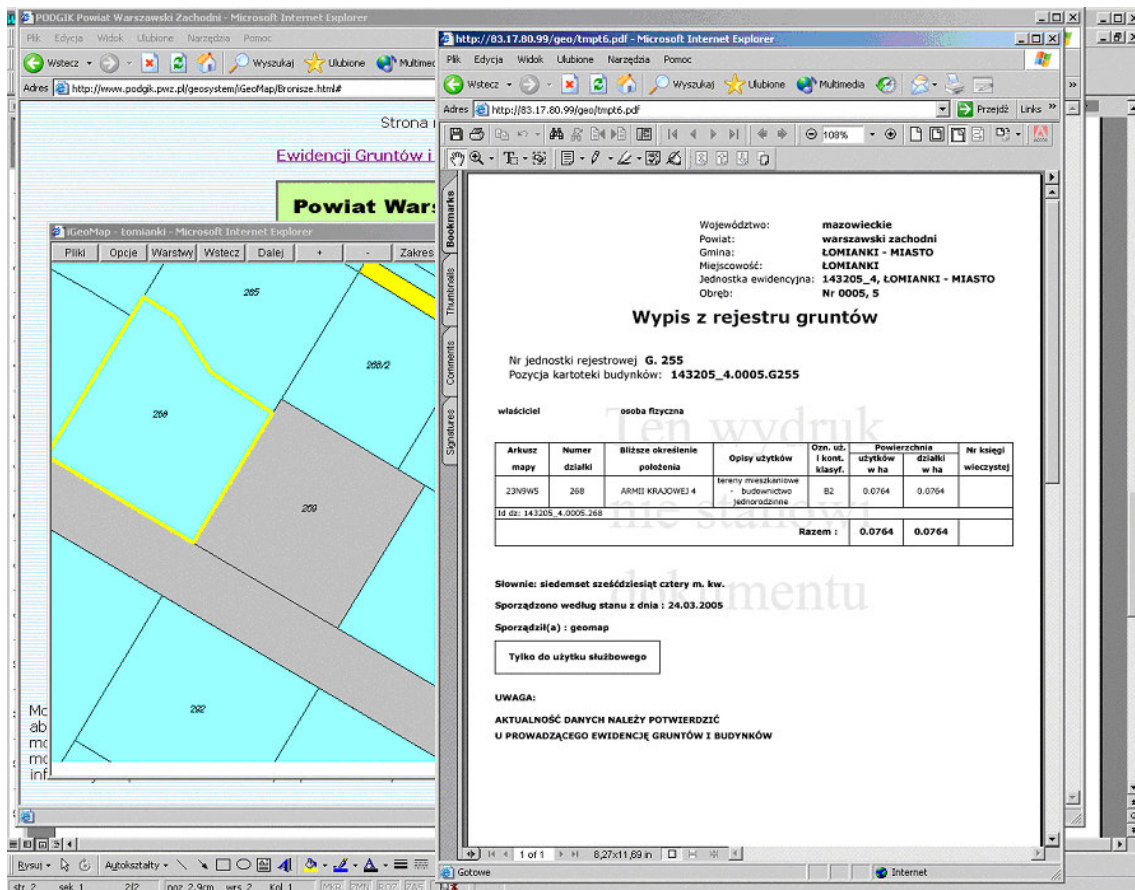 PODGIK Powiat Warszawski Zachodni - Microsoft Internet Explorer
Plik Edycja Widok Ulubione Narzędzia Pomoc
Wstecz Wyszukaj Ulubione
Adres http://www.podgik.pwz.pl/geosystem/iGeoMap/Bronisze.html#
Strona
Ewidencji Gruntów i
Powiat Wars
iGeoMap - Łomianki - Microsoft Internet Explorer
Pliki Opcje Warstwy Wstecz Dalej + - Zakres
265
268/2
268
269
292
Mo
ab
mo
mo
inf
http://83.17.80.99/geo/tmpt6.pdf - Microsoft Internet Explorer
Plik Edycja Widok Ulubione Narzędzia Pomoc
Wstecz Wyszukaj Ulubione Multimedia
Adres http://83.17.80.99/geo/tmpt6.pdf Przejdź Links
108%
Bookmarks
Thumbnails
Comments
Signatures
Województwo: mazowieckie
Powiat: warszawski zachodni
Gmina: ŁOMIANKI - MIASTO
Miejscowość: ŁOMIANKI
Jednostka ewidencyjna: 143205_4, ŁOMIANKI - MIASTO
Obręb: Nr 0005, 5
Wypis z rejestru gruntów
Nr jednostki rejestrowej G. 255
Pozycja kartoteki budynków: 143205_4.0005.G255
właściciel osoba fizyczna
Ten wydruk
nie stanowi
dokumentu
Arkusz mapy Numer działki Bliższe określenie położenia Opisy użytków Ozn. uż. i kont. klasyf. Powierzchnia użytków w ha działki w ha Nr księgi wieczystej
23N9W5 268 ARMII KRAJOWEJ 4 tereny mieszkaniowe - budownictwo jednorodzinne B2 0.0764 0.0764
Id dz: 143205_4.0005.268
Razem : 0.0764 0.0764
Słownie: siedemset sześćdziesiąt cztery m. kw.
Sporządzono według stanu z dnia : 24.03.2005
Sporządził(a) : geomap
Tylko do użytku służbowego
UWAGA:
AKTUALNOŚĆ DANYCH NALEŻY POTWIERDZIĆ
U PROWADZĄCEGO EWIDENCJĘ GRUNTÓW I BUDYNKÓW
1 of 1 8,27x11,69 in
Gotowe Internet
Rysuj Autokształty
str. 2 sek. 1 2/2 poz. 2,9cm wrs. 2 Kol. 1 MKR ZMN ROZ ZAS